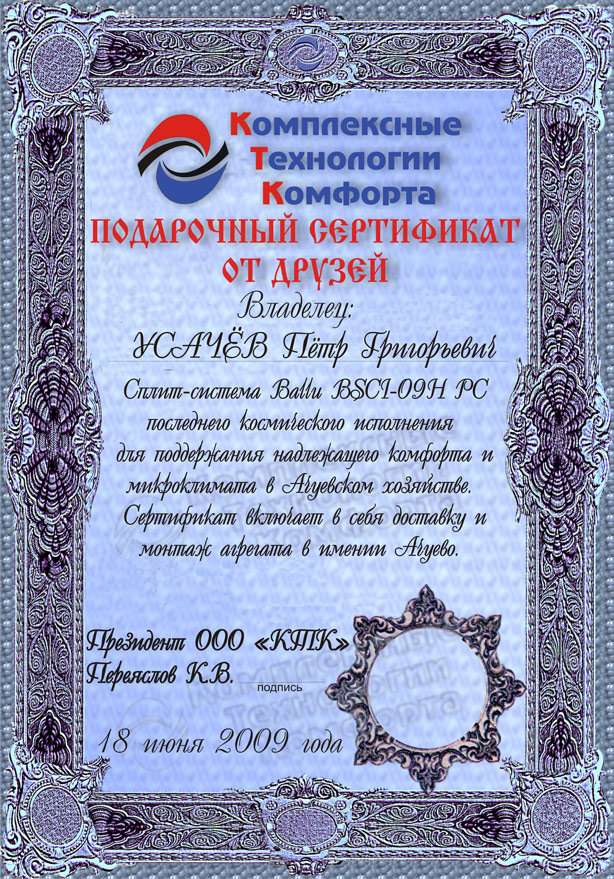 Комплексные
Технологии
Комфорта
ПОДАРОЧНЫЙ СЕРТИФИКАТ
ОТ ДРУЗЕЙ
Владелец:
УСАЧЁВ Пётр Григорьевич
Сплит-система Ballu BSCI-09H PC
последнего космического исполнения
для поддержания надлежащего комфорта и
микроклимата в Ачуевском хозяйстве.
Сертификат включает в себя доставку и
монтаж агрегата в имении Ачуево.
Президент ООО «КТК»
Переяслов К.В.
подпись
18 июня 2009 года